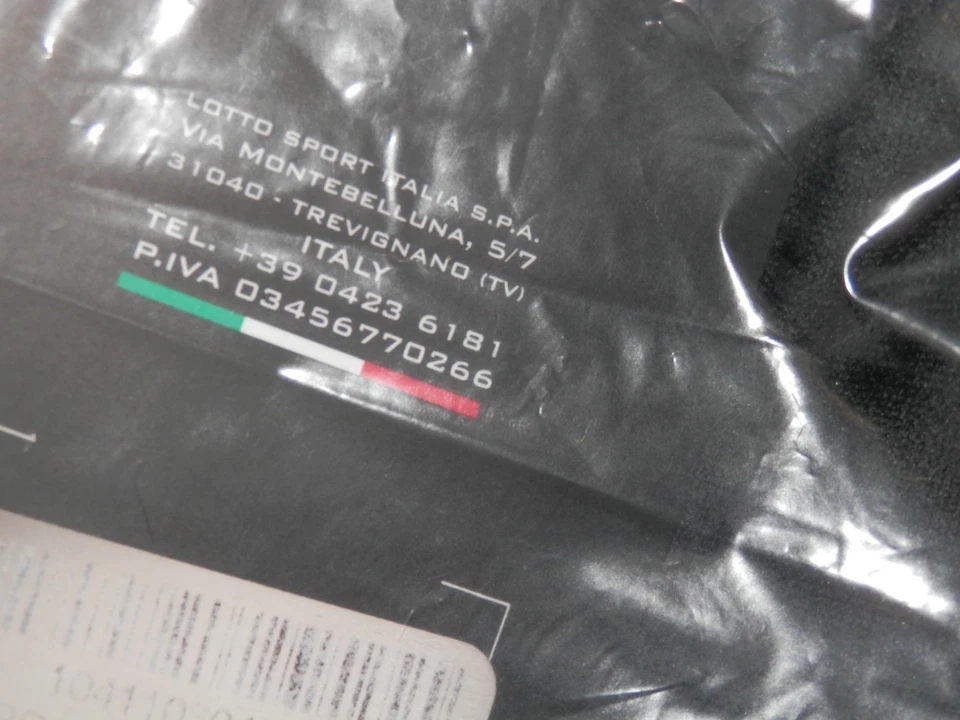 LOTTO SPORT ITALIA S.P.A.
VIA MONTEBELLUNA, 5/7
31040 - TREVIGNANO (TV)
ITALY
TEL. +39 0423 6181
P.IVA 03456770266